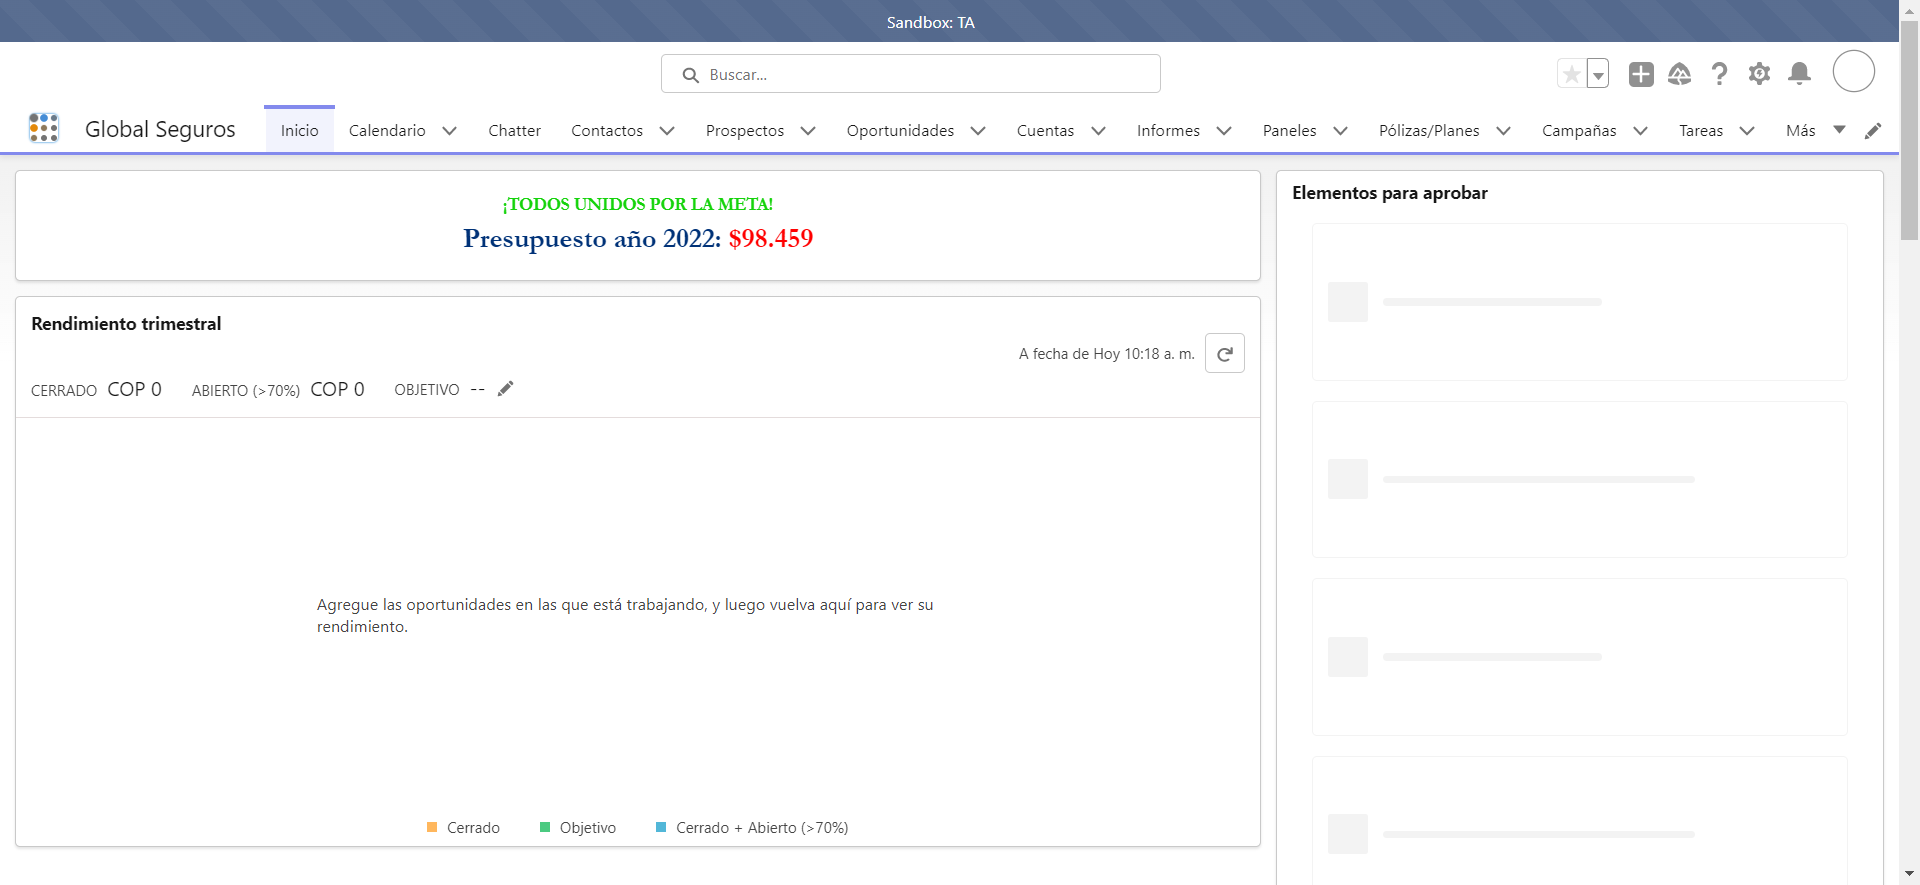 Sandbox: TA
Buscar...
Global Seguros
Inicio
Calendario
Chatter
Contactos
Prospectos
Oportunidades
Cuentas
Informes
Paneles
Pólizas/Planes
Campañas
Tareas
Más
¡TODOS UNIDOS POR LA META!
Presupuesto año 2022: $98.459
Rendimiento trimestral
A fecha de Hoy 10:18 a. m.
CERRADO COP 0 ABIERTO (>70%) COP 0 OBJETIVO --
Agregue las oportunidades en las que está trabajando, y luego vuelva aquí para ver su
rendimiento.
Cerrado
Objetivo
Cerrado + Abierto (>70%)
Elementos para aprobar